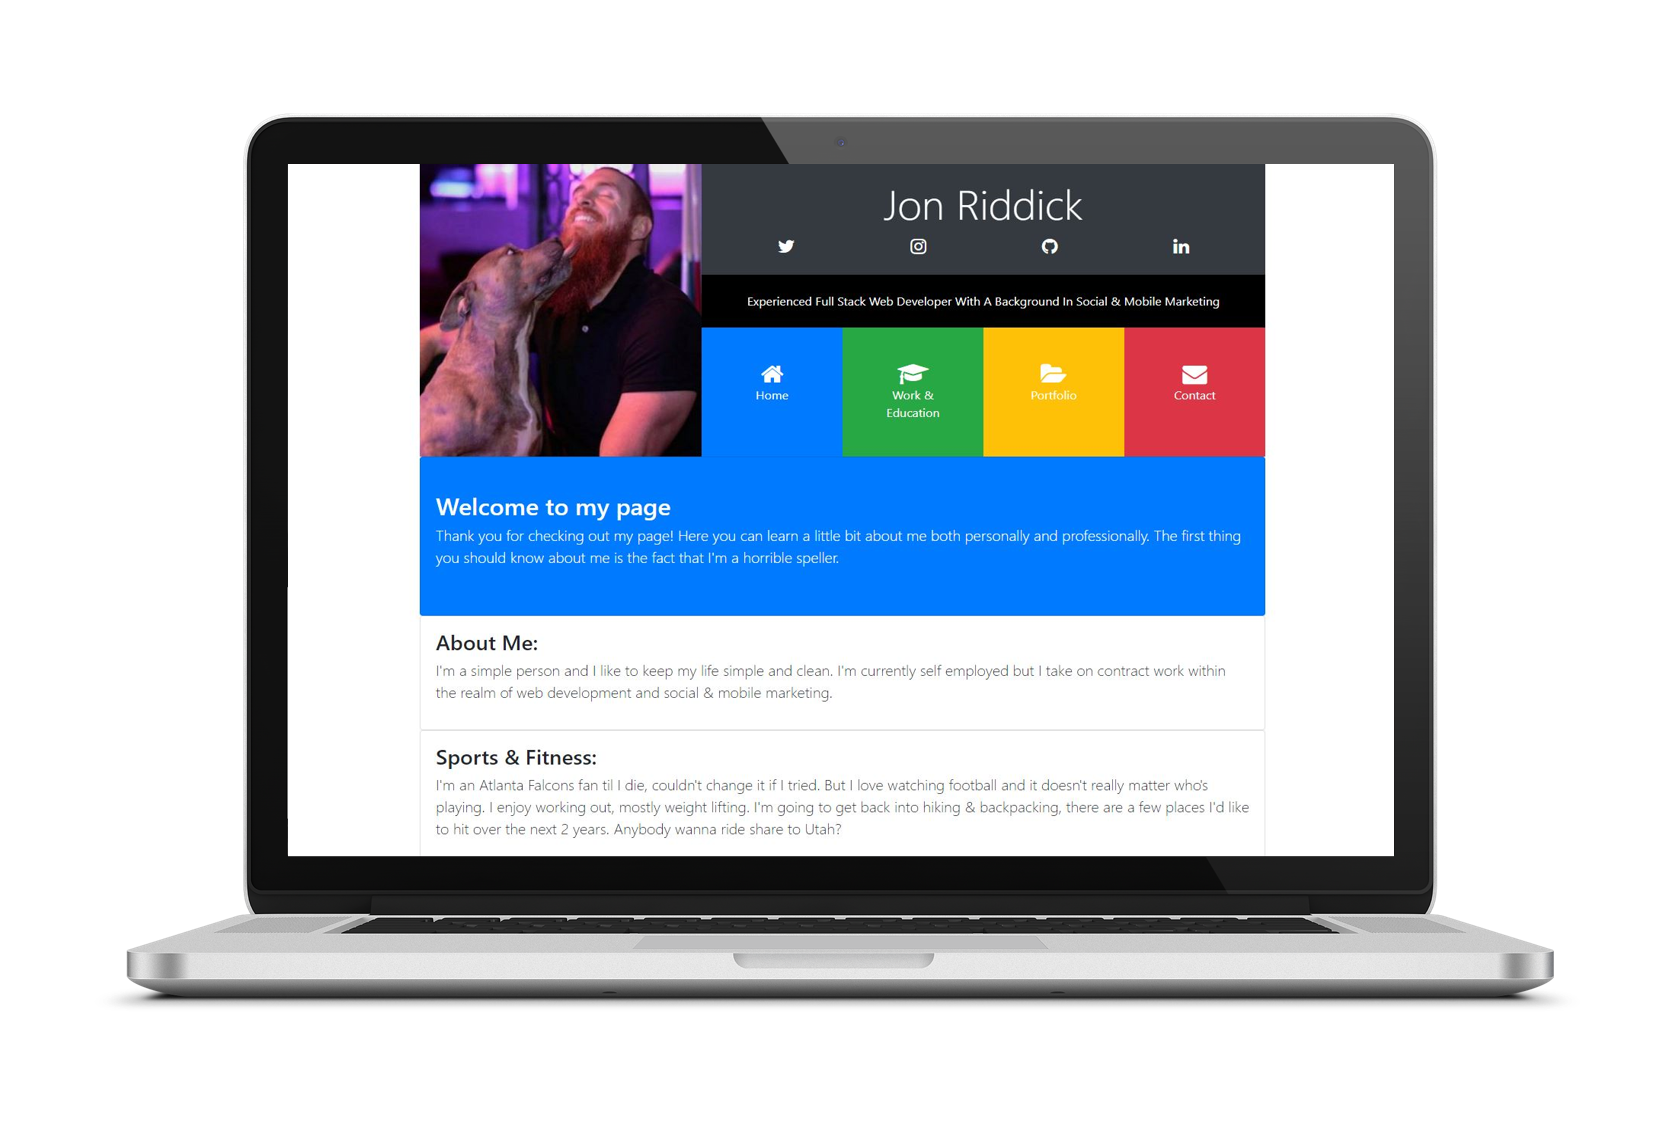 Jon Riddick
Experienced Full Stack Web Developer With A Background In Social & Mobile Marketing
Home
Work &
Education
Portfolio
Contact
Welcome to my page
Thank you for checking out my page! Here you can learn a little bit about me both personally and professionally. The first thing
you should know about me is the fact that I'm a horrible speller.
About Me:
I'm a simple person and I like to keep my life simple and clean. I'm currently self employed but I take on contract work within
the realm of web development and social & mobile marketing.
Sports & Fitness:
I'm an Atlanta Falcons fan til I die, couldn't change it if I tried. But I love watching football and it doesn't really matter who's
playing. I enjoy working out, mostly weight lifting. I'm going to get back into hiking & backpacking, there are a few places I'd like
to hit over the next 2 years. Anybody wanna ride share to Utah?